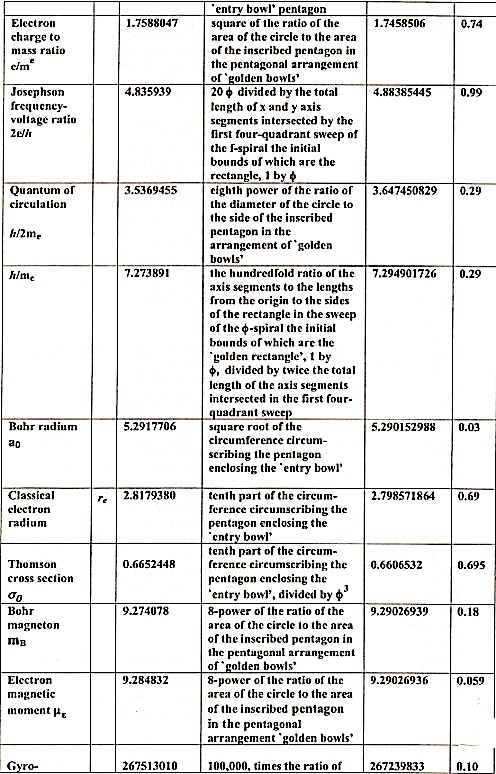 'entry bowl' pentagon
Electron charge to mass ratio e/mᵉ 1.7588047 square of the ratio of the area of the circle to the area of the inscribed pentagon in the pentagonal arrangement of 'golden bowls' 1.7458506 0.74
Josephson frequency-voltage ratio 2e/h 4.835939 20 ϕ divided by the total length of x and y axis segments intersected by the first four-quadrant sweep of the f-spiral the initial bounds of which are the rectangle, 1 by ϕ 4.88385445 0.99
Quantum of circulation h/2mₑ 3.5369455 eighth power of the ratio of the diameter of the circle to the side of the inscribed pentagon in the arrangement of 'golden bowls' 3.647450829 0.29
h/mₑ 7.273891 the hundredfold ratio of the axis segments to the lengths from the origin to the sides of the rectangle in the sweep of the ϕ-spiral the initial bounds of which are the 'golden rectangle', 1 by ϕ, divided by twice the total length of the axis segments intersected in the first four-quadrant sweep 7.294901726 0.29
Bohr radium a₀ 5.2917706 square root of the circumference circum-scribing the pentagon enclosing the 'entry bowl' 5.290152988 0.03
Classical electron radium rₑ 2.8179380 tenth part of the circum-ference circumscribing the pentagon enclosing the 'entry bowl' 2.798571864 0.69
Thomson cross section σ₀ 0.6652448 tenth part of the circum-ference circumscribing the pentagon enclosing the 'entry bowl', divided by ϕ³ 0.6606532 0.695
Bohr magneton mB 9.274078 8-power of the ratio of the area of the circle to the area of the inscribed pentagon in the pentagonal arrangement of 'golden bowls' 9.29026939 0.18
Electron magnetic moment μE 9.284832 8-power of the ratio of the area of the circle to the area of the inscribed pentagon in the pentagonal arrangement 'golden bowls' 9.29026936 0.059
Gyro- 267513010 100,000, times the ratio of 267239833 0.10